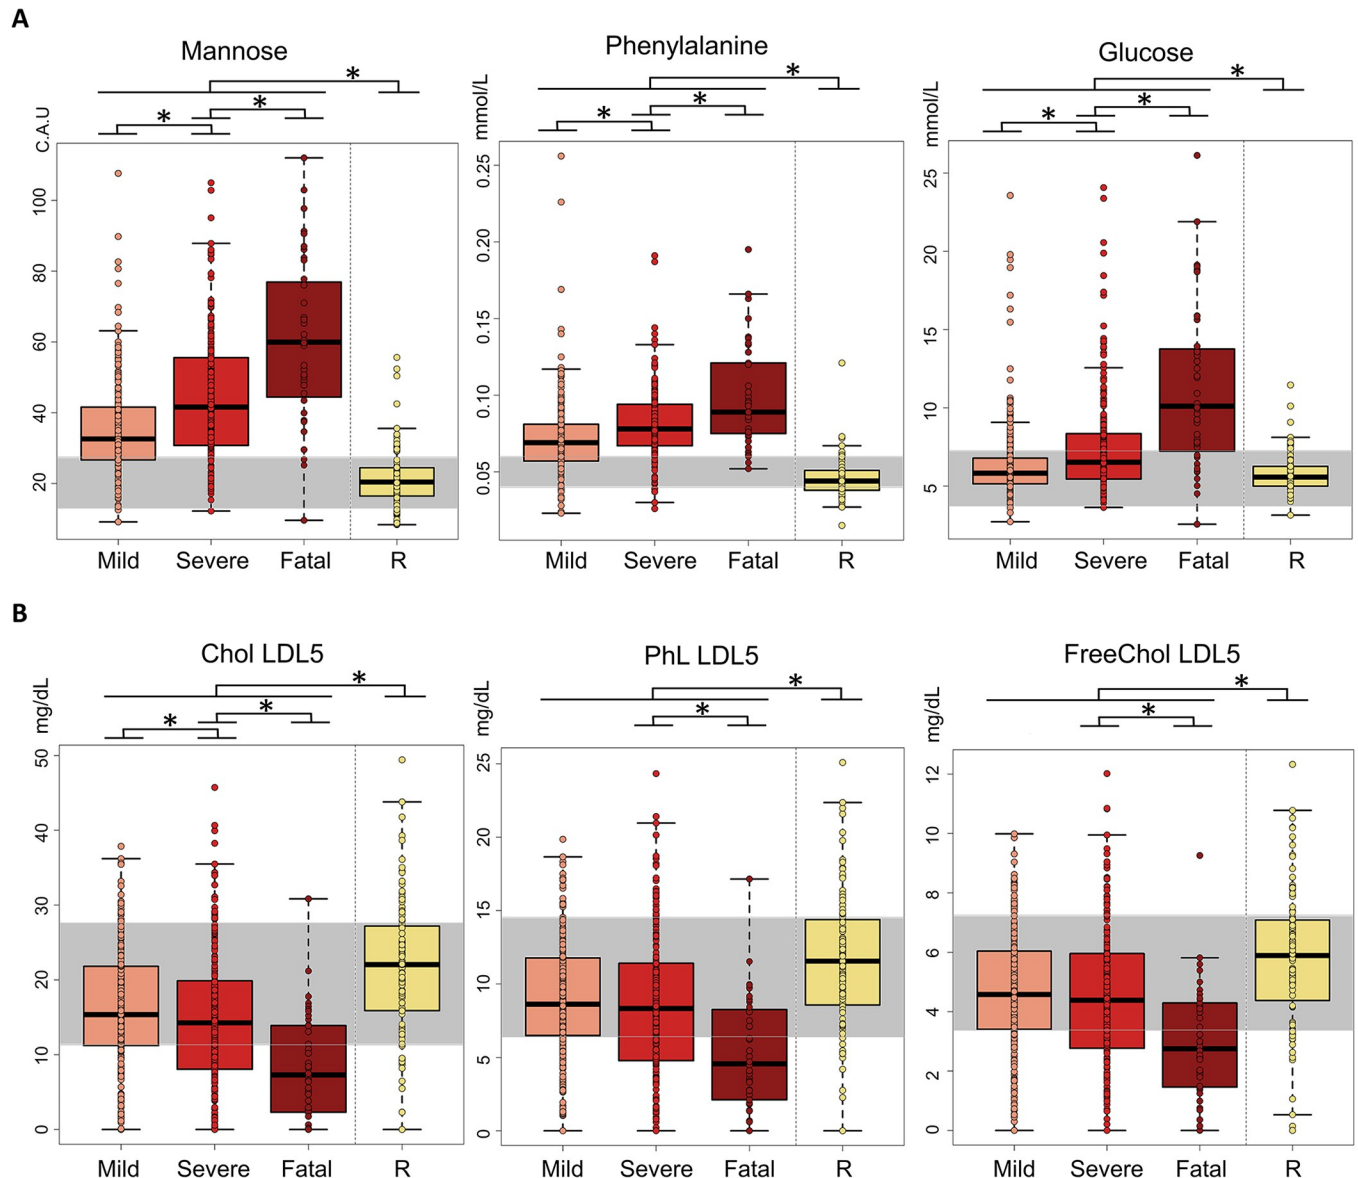 A
Mannose
Phenylalanine
Glucose
* * *
* * *
* * *
C.A.U
mmol/L
mmol/L
100
80
60
40
20
0.25
0.20
0.15
0.10
0.05
25
20
15
10
5
Mild Severe Fatal R
Mild Severe Fatal R
Mild Severe Fatal R
B
Chol LDL5
PhL LDL5
FreeChol LDL5
* * *
* * * *
mg/dL
mg/dL
mg/dL
50
40
30
20
10
0
25
20
15
10
5
0
12
10
8
6
4
2
0
Mild Severe Fatal R
Mild Severe Fatal R
Mild Severe Fatal R